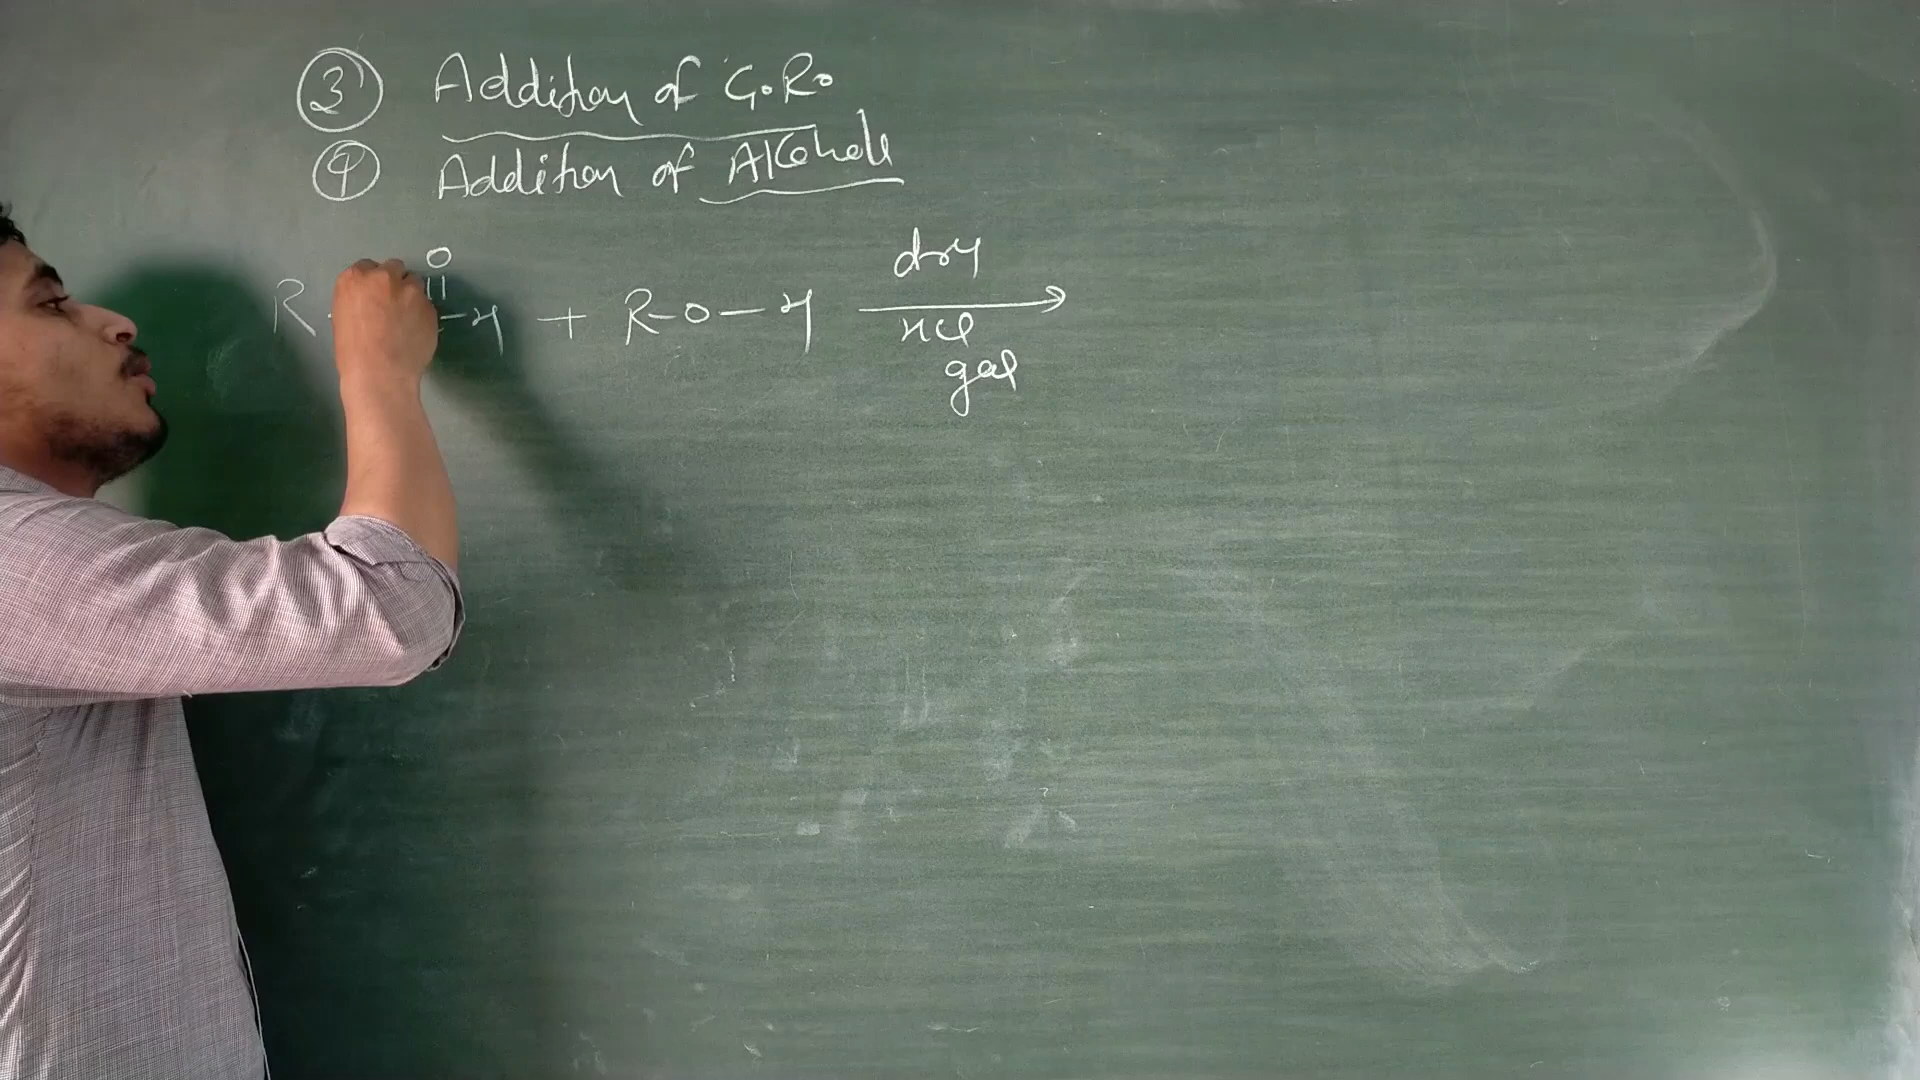 ③ Addition of G.R.
④ Addition of Alcohols
O
R - -H + R-O-H dry
HCl
gas